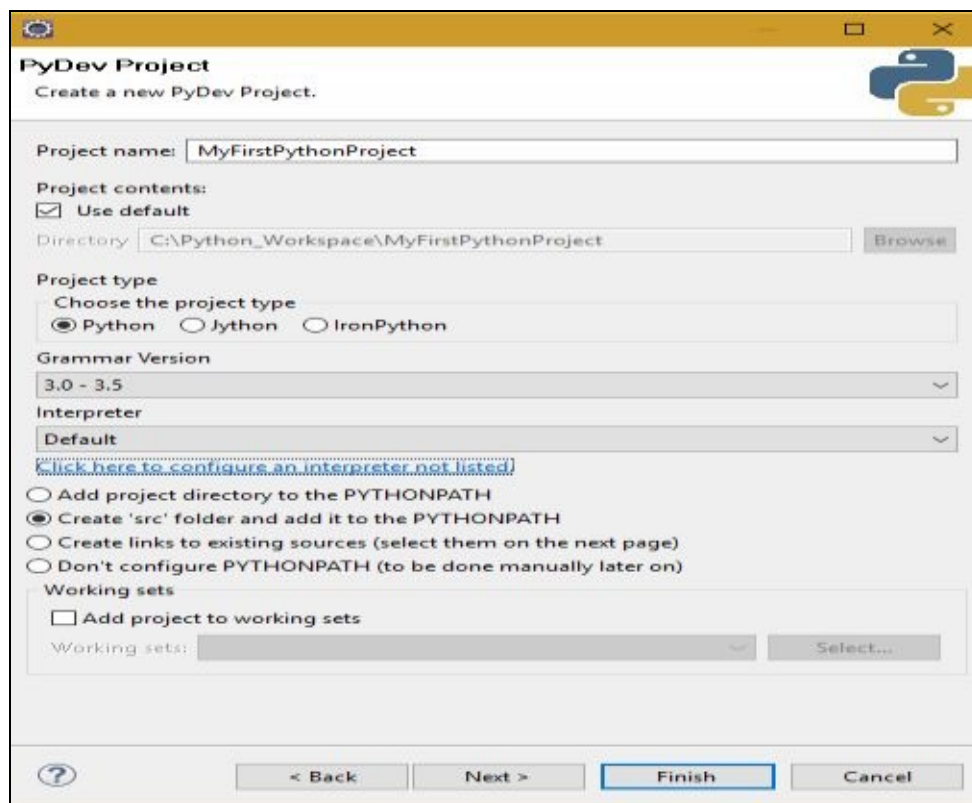 PyDev Project
Create a new PyDev Project.
Project name: MyFirstPythonProject
Project contents:
Use default
Directory C:\Python_Workspace\MyFirstPythonProject Browse
Project type
Choose the project type
Python Jython IronPython
Grammar Version
3.0 - 3.5
Interpreter
Default
Click here to configure an interpreter not listed.
Add project directory to the PYTHONPATH
Create 'src' folder and add it to the PYTHONPATH
Create links to existing sources (select them on the next page)
Don't configure PYTHONPATH (to be done manually later on)
Working sets
Add project to working sets
Working sets: Select...
? < Back Next > Finish Cancel